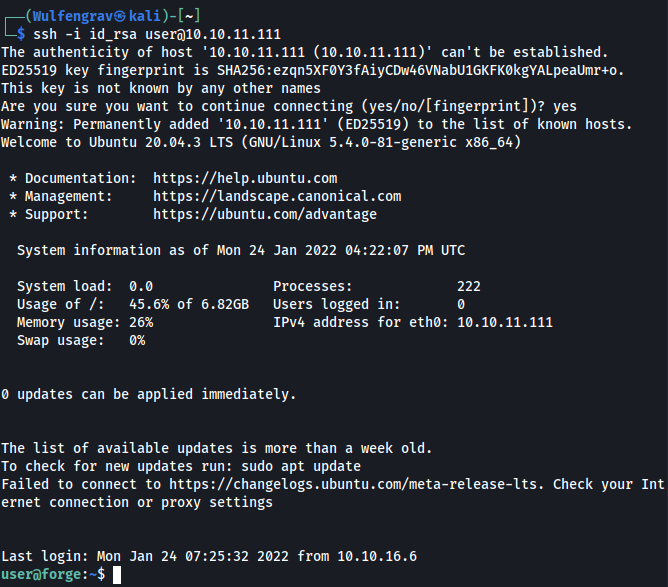 ┌──(Wulfengrav㉿kali)-[~]
└─$ ssh -i id_rsa user@10.10.11.111
The authenticity of host '10.10.11.111 (10.10.11.111)' can't be established.
ED25519 key fingerprint is SHA256:ezqn5XF0Y3fAiyCDw46VNabU1GKFK0kgYALpeaUmr+o.
This key is not known by any other names
Are you sure you want to continue connecting (yes/no/[fingerprint])? yes
Warning: Permanently added '10.10.11.111' (ED25519) to the list of known hosts.
Welcome to Ubuntu 20.04.3 LTS (GNU/Linux 5.4.0-81-generic x86_64)

 * Documentation:  https://help.ubuntu.com
 * Management:     https://landscape.canonical.com
 * Support:        https://ubuntu.com/advantage

  System information as of Mon 24 Jan 2022 04:22:07 PM UTC

  System load:  0.0               Processes:             222
  Usage of /:   45.6% of 6.82GB   Users logged in:       0
  Memory usage: 26%               IPv4 address for eth0: 10.10.11.111
  Swap usage:   0%


0 updates can be applied immediately.


The list of available updates is more than a week old.
To check for new updates run: sudo apt update
Failed to connect to https://changelogs.ubuntu.com/meta-release-lts. Check your Int
ernet connection or proxy settings


Last login: Mon Jan 24 07:25:32 2022 from 10.10.16.6
user@forge:~$